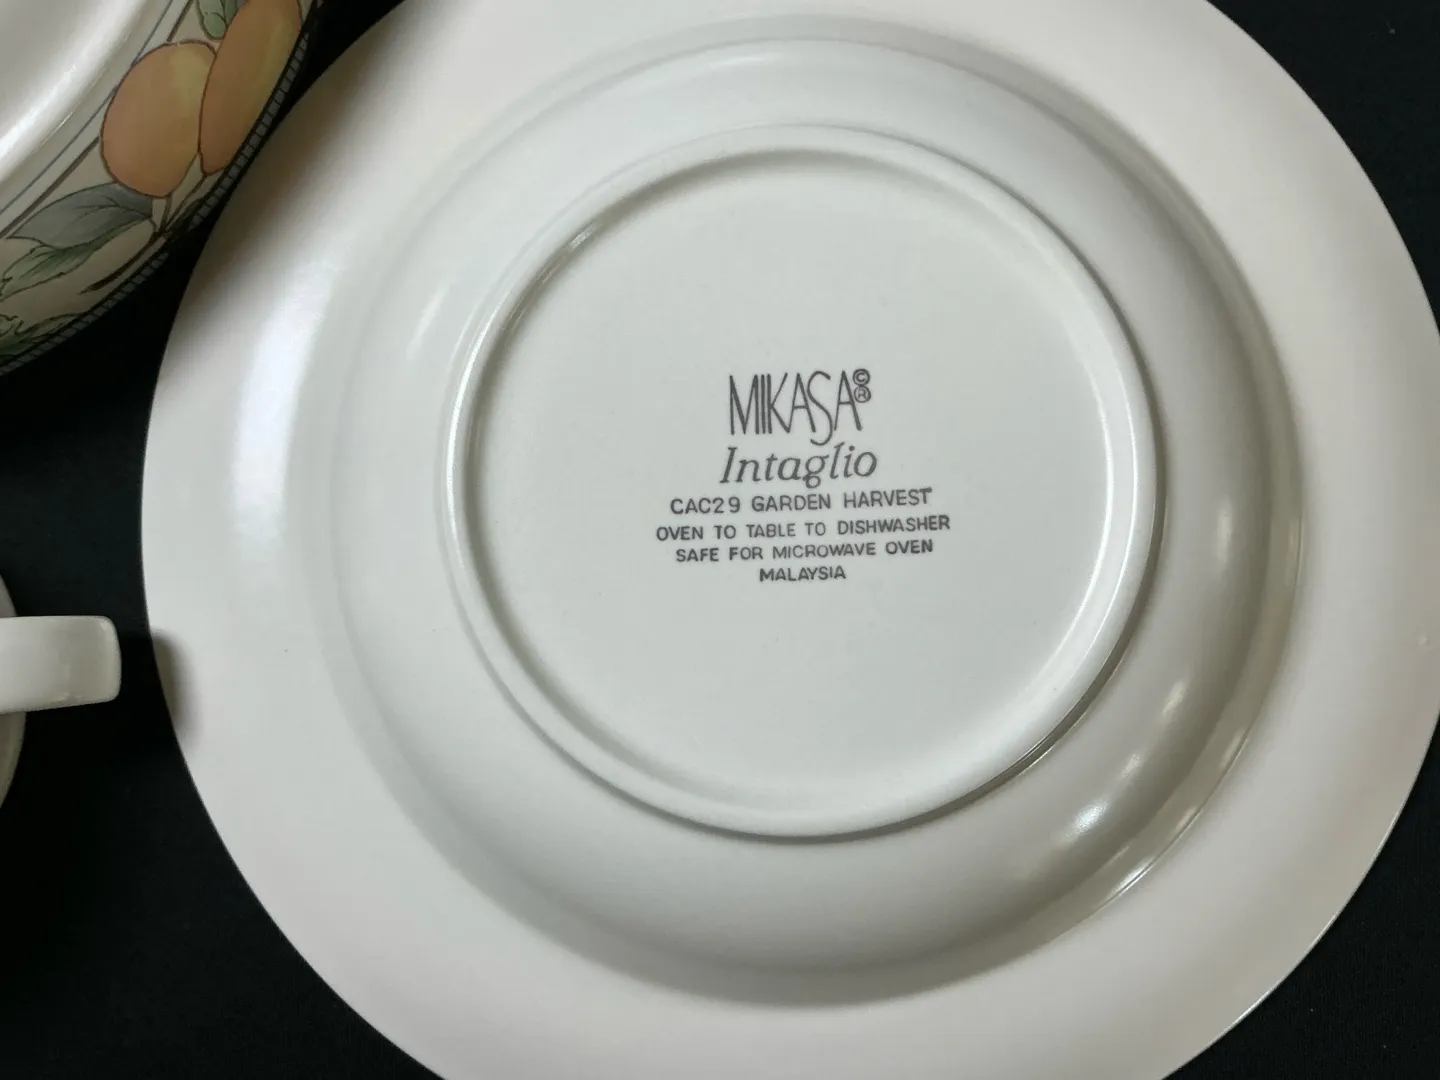 MIKASA©®
Intaglio
CAC29 GARDEN HARVEST
OVEN TO TABLE TO DISHWASHER
SAFE FOR MICROWAVE OVEN
MALAYSIA